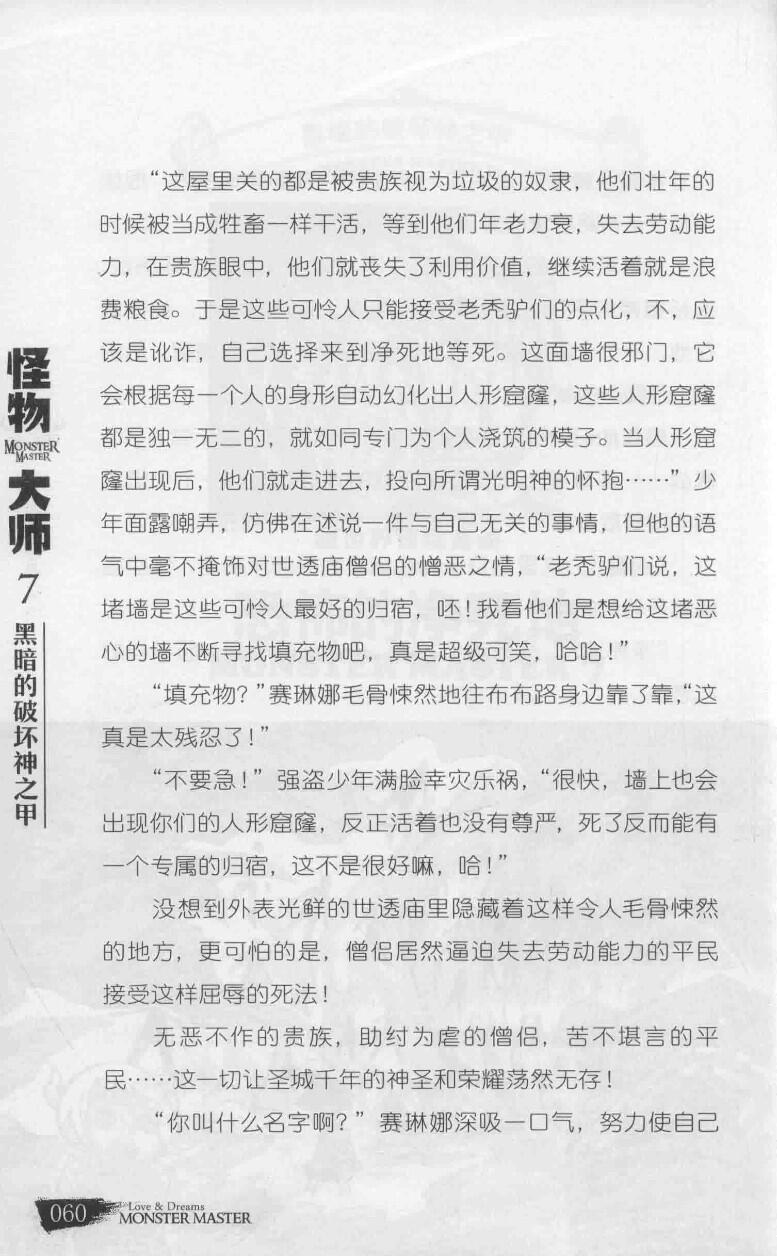 “这屋里关的都是被贵族视为垃圾的奴隶，他们壮年的
时候被当成牲畜一样干活，等到他们年老力衰，失去劳动能
力，在贵族眼中，他们就丧失了利用价值，继续活着就是浪
费粮食。于是这些可怜人只能接受老秃驴们的点化，不，应
该是讹诈，自己选择来到净死地等死。这面墙很邪门，它
会根据每一个人的身形自动幻化出人形窟窿，这些人形窟窿
都是独一无二的，就如同专门为个人浇筑的模子。当人形窟
窿出现后，他们就走进去，投向所谓光明神的怀抱……”少
年面露嘲弄，仿佛在述说一件与自己无关的事情，但他的语
气中毫不掩饰对世透庙僧侣的憎恶之情，“老秃驴们说，这
堵墙是这些可怜人最好的归宿，呸！我看他们是想给这堵恶
心的墙不断寻找填充物吧，真是超级可笑，哈哈！”
“填充物？”赛琳娜毛骨悚然地往布布路身边靠了靠，“这
真是太残忍了！”
“不要急！”强盗少年满脸幸灾乐祸，“很快，墙上也会
出现你们的人形窟窿，反正活着也没有尊严，死了反而能有
一个专属的归宿，这不是很好嘛，哈！”
没想到外表光鲜的世透庙里隐藏着这样令人毛骨悚然
的地方，更可怕的是，僧侣居然逼迫失去劳动能力的平民
接受这样屈辱的死法！
无恶不作的贵族，助纣为虐的僧侣，苦不堪言的平
民……这一切让圣城千年的神圣和荣耀荡然无存！
“你叫什么名字啊？”赛琳娜深吸一口气，努力使自己
怪物
MONSTER
MASTER
大师
7
黑暗的破坏神之甲
060
Love & Dreams
MONSTER MASTER